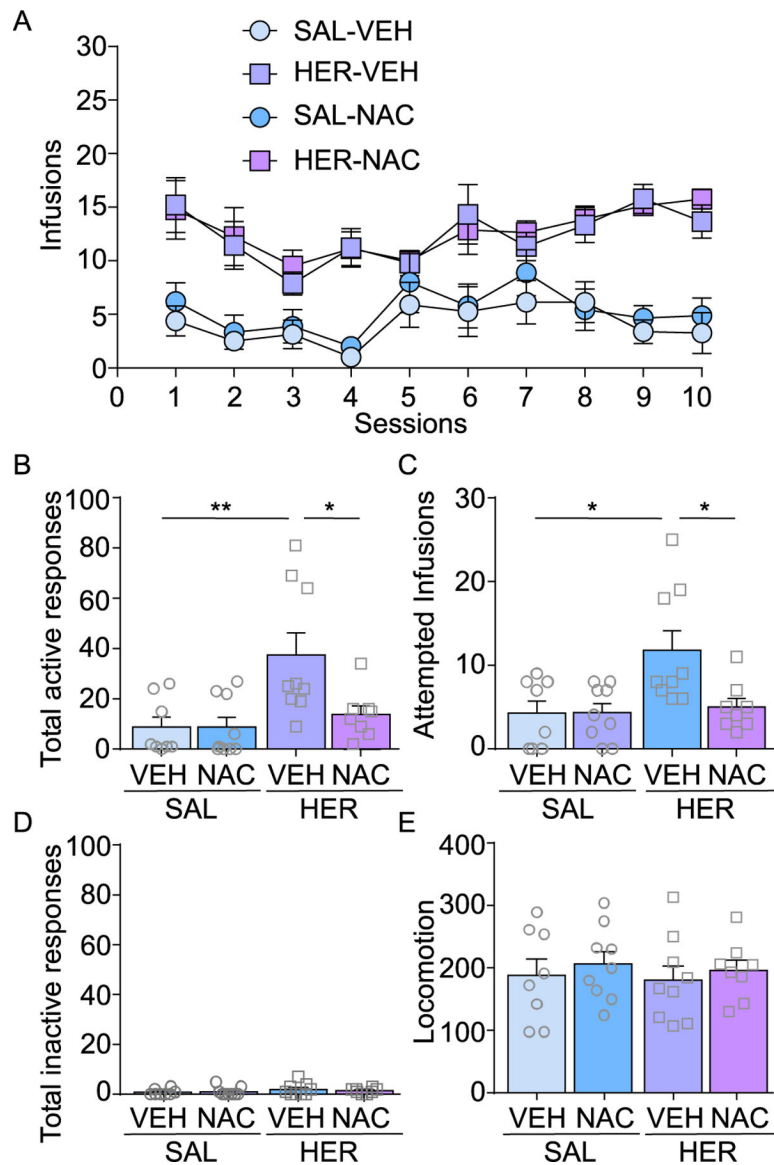 A
SAL-VEH
HER-VEH
SAL-NAC
HER-NAC
30
25
20
15
10
5
0
Infusions
0 1 2 3 4 5 6 7 8 9 10
Sessions
B
**
*
100
80
60
40
20
0
Total active responses
VEH NAC VEH NAC
SAL HER
C
*
*
30
20
10
0
Attempted Infusions
VEH NAC VEH NAC
SAL HER
D
100
80
60
40
20
0
Total inactive responses
VEH NAC VEH NAC
SAL HER
E
400
300
200
100
0
Locomotion
VEH NAC VEH NAC
SAL HER